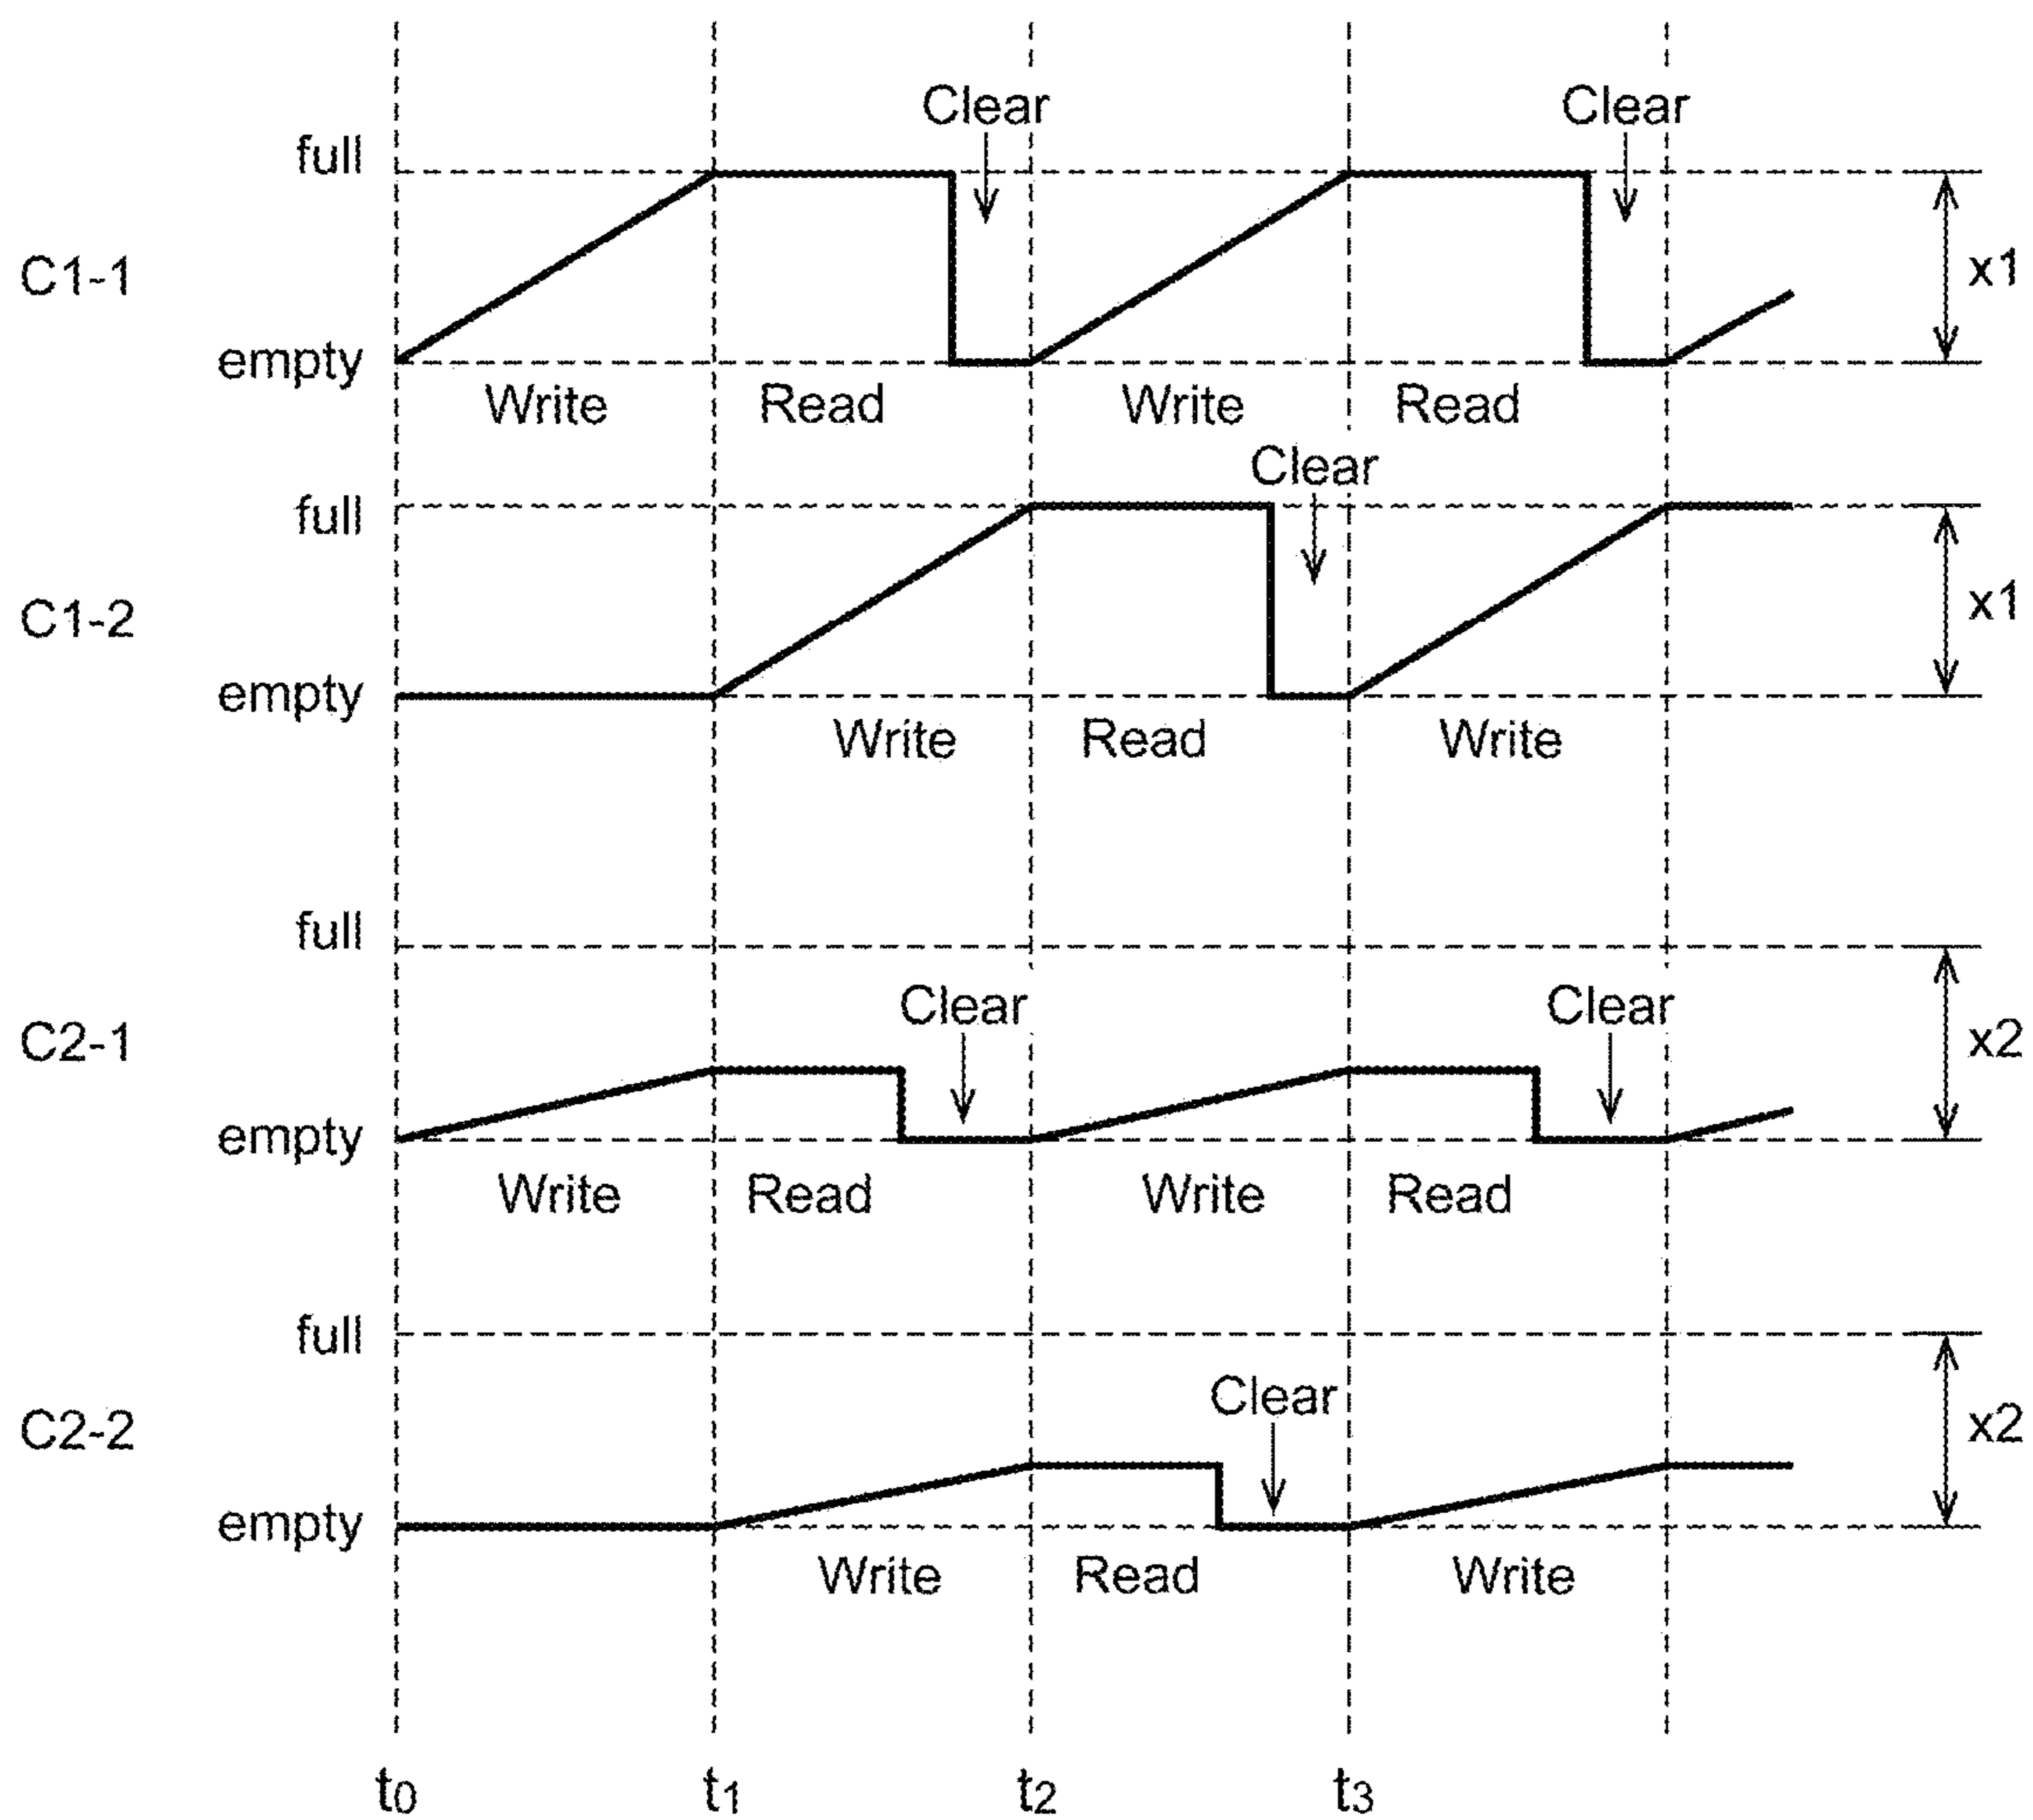 Clear Clear
full
C1-1 x1
empty
Write Read Write Read
Clear
full
C1-2 x1
empty
Write Read Write
full
Clear Clear
C2-1 x2
empty
Write Read Write Read
full
Clear
C2-2 x2
empty
Write Read Write
t0 t1 t2 t3